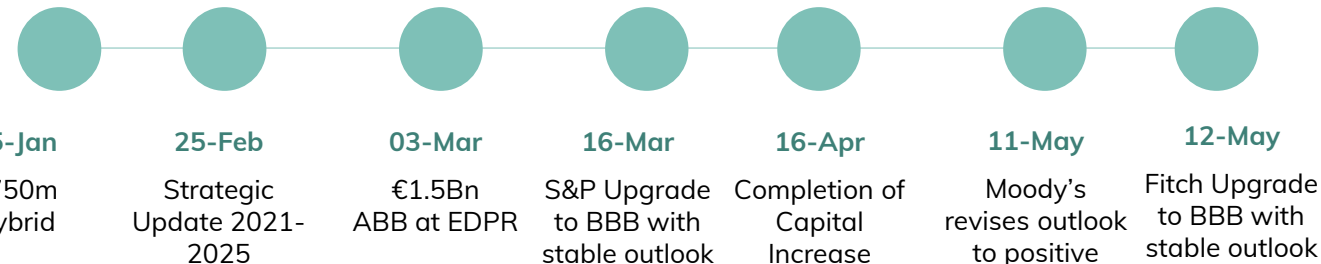 -Jan
25-Feb
03-Mar
16-Mar
16-Apr
11-May
12-May
50m
Strategic
Update 2021-
2025
€1.5Bn
ABB at EDPR
S&P Upgrade
to BBB with
stable outlook
Completion of
Capital
Increase
Moody’s
revises outlook
to positive
Fitch Upgrade
to BBB with
stable outlook